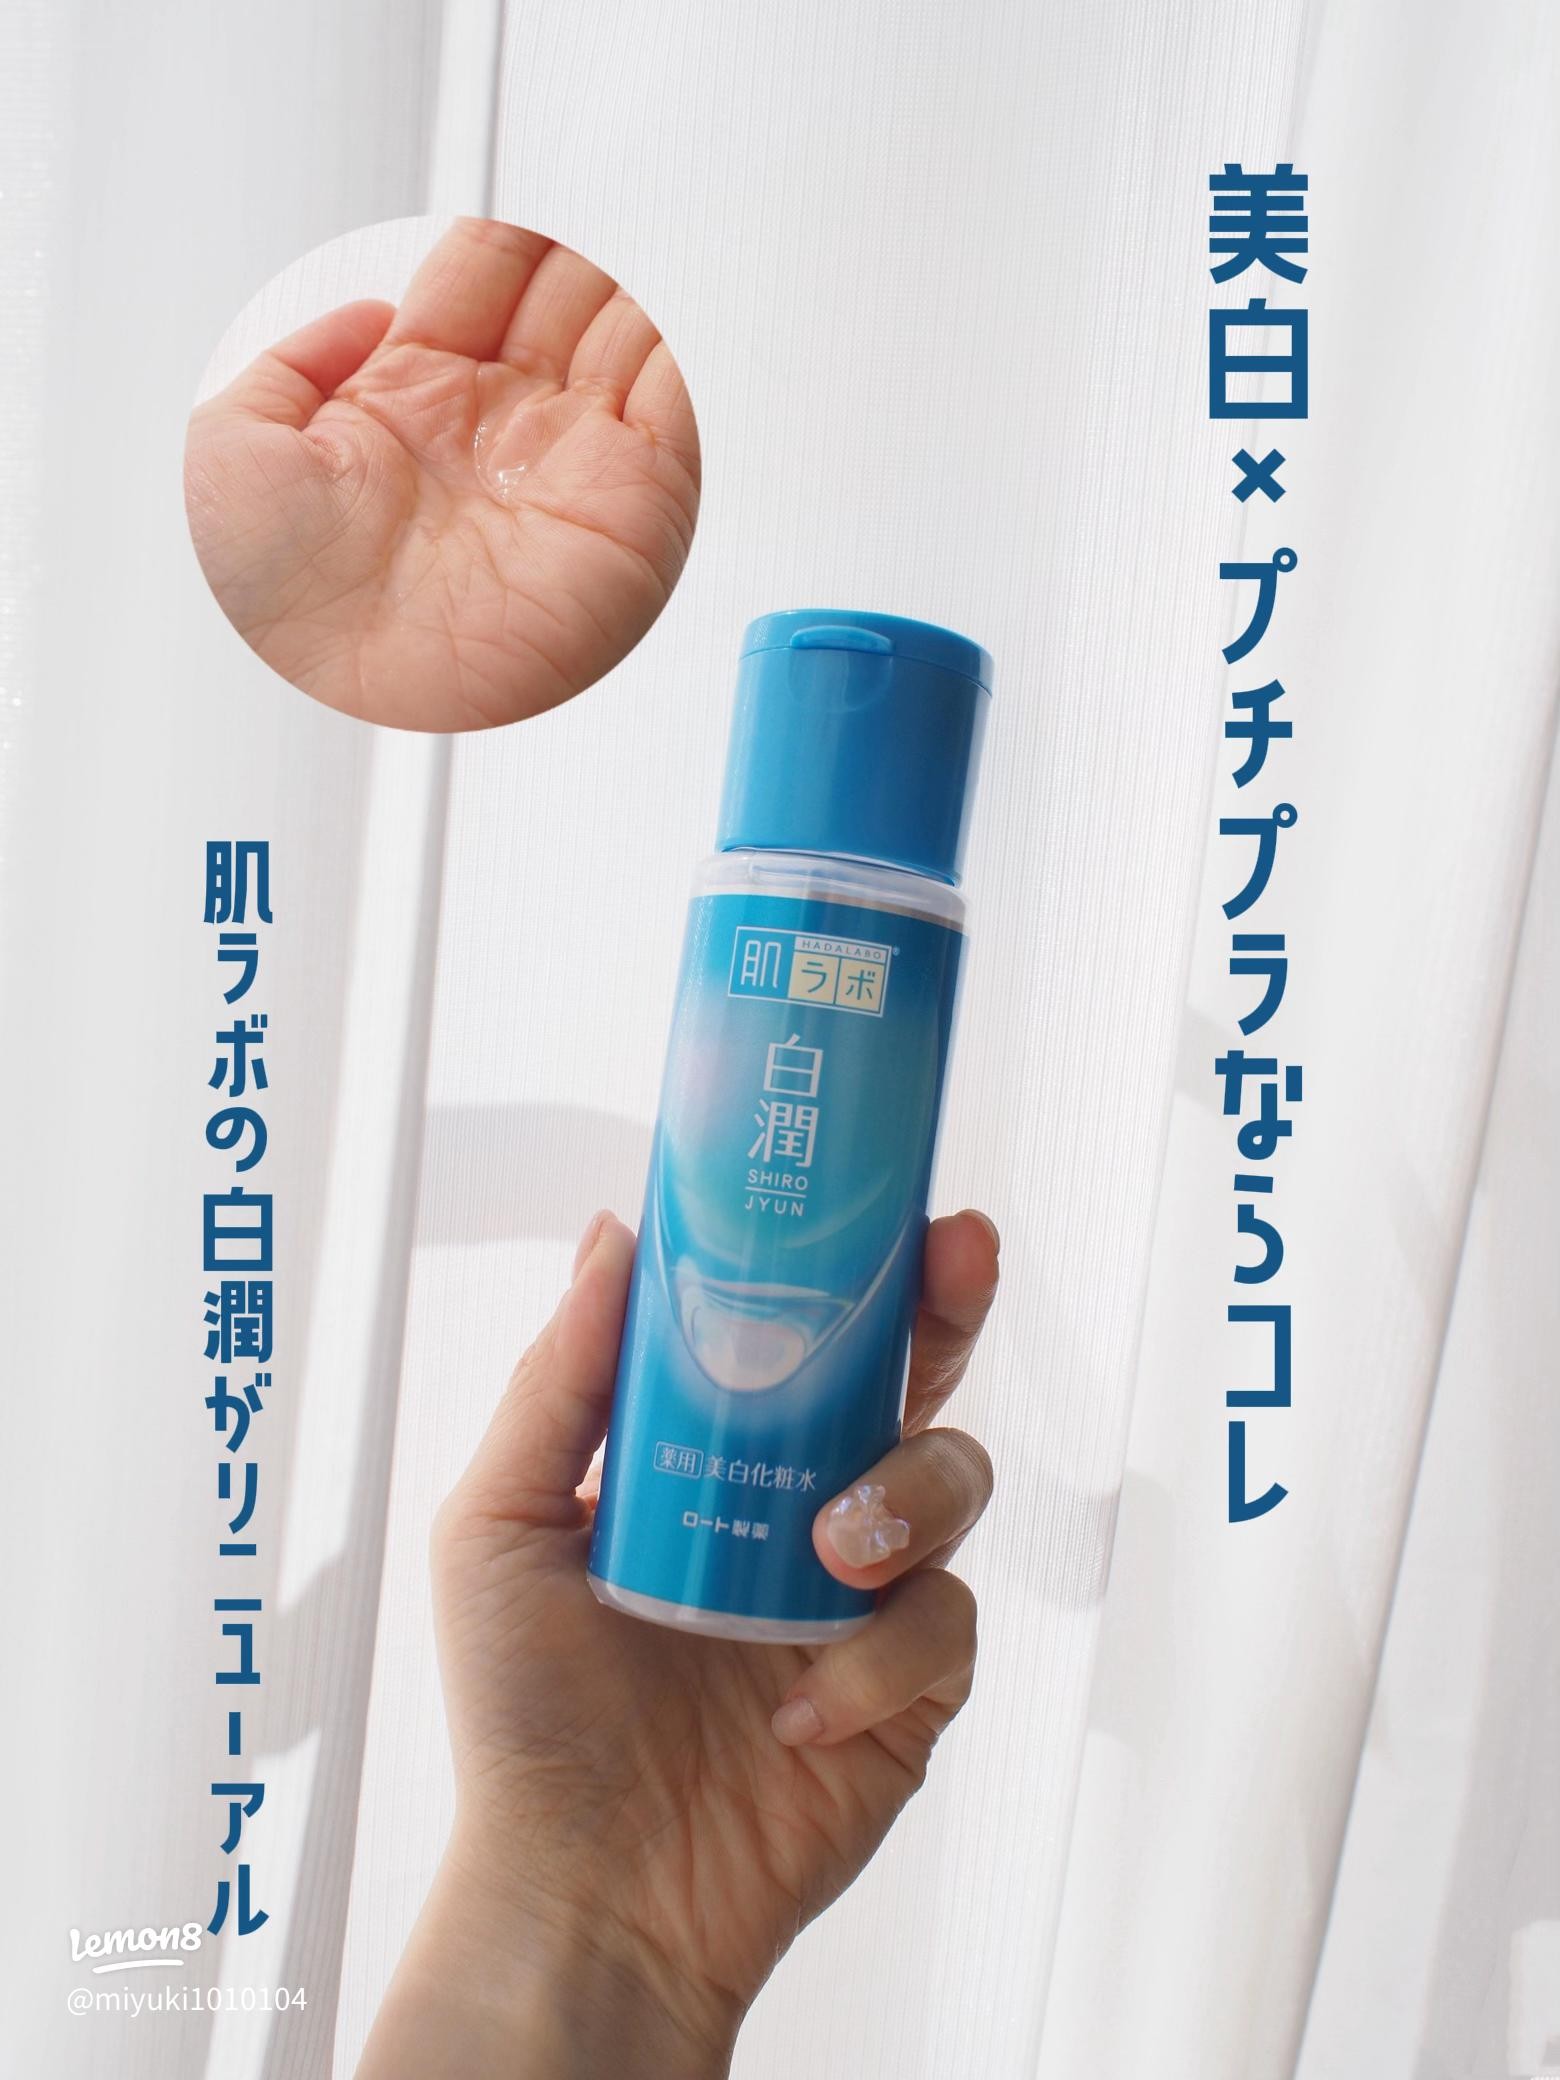 美白×プチプラならコレ
肌ラボの白潤がリニューアル
HADALABO
肌ラボ
白潤
SHIRO
JYUN
薬用 美白化粧水
ロート製薬
Lemon8
@miyuki1010104